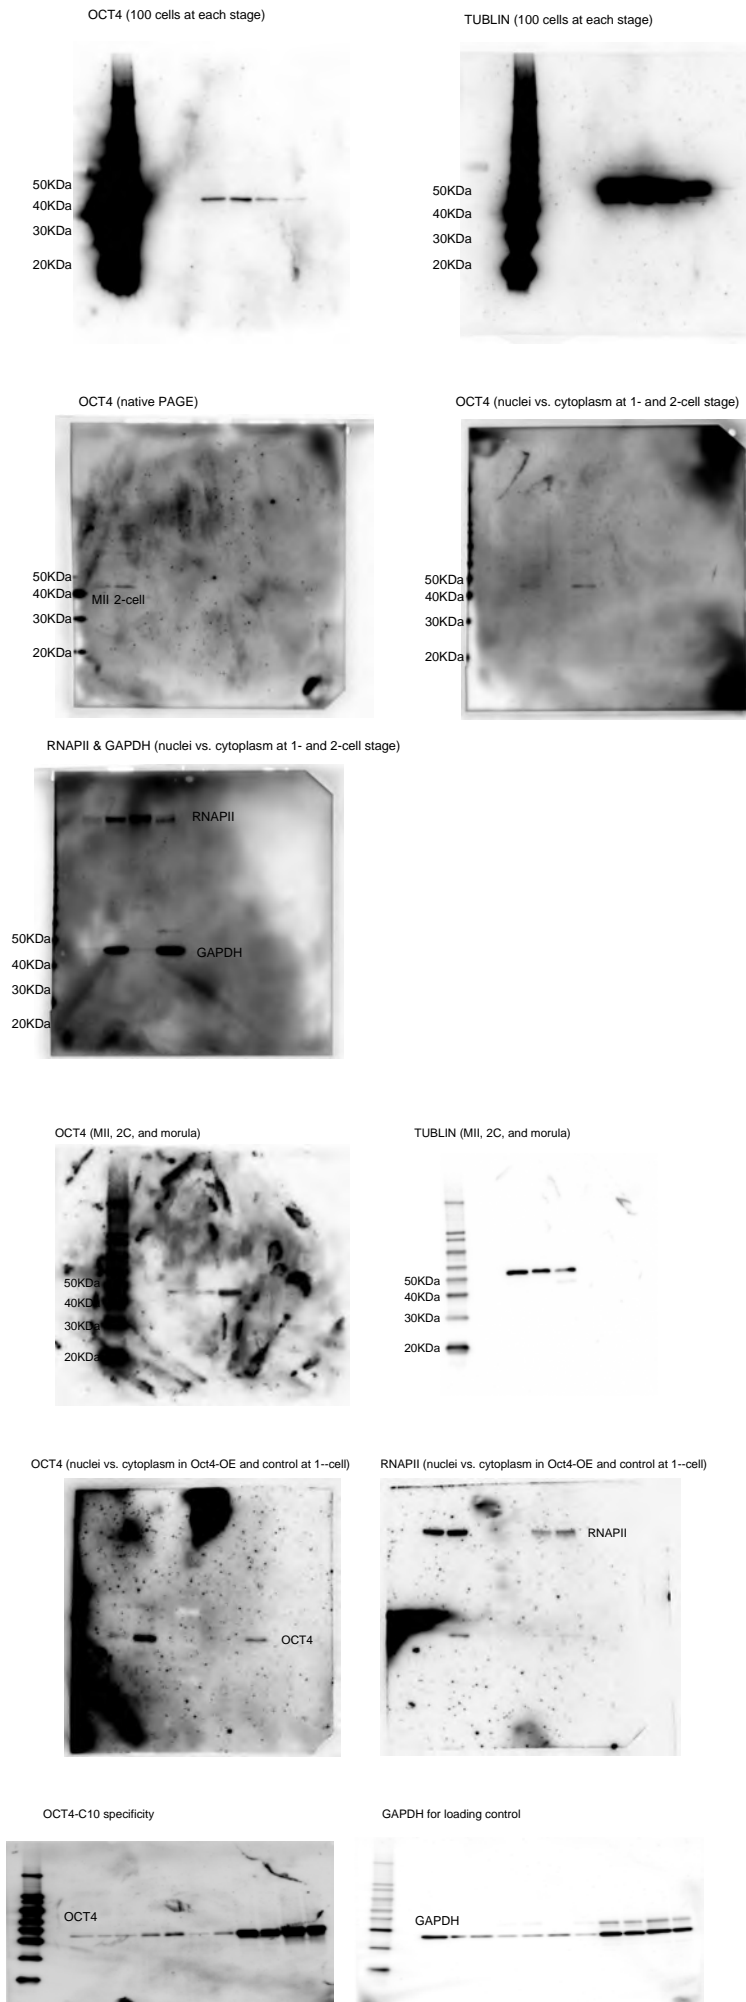 OCT4 (100 cells at each stage)
TUBLIN (100 cells at each stage)
50KDa
40KDa
30KDa
20KDa
50KDa
40KDa
30KDa
20KDa
OCT4 (native PAGE)
OCT4 (nuclei vs. cytoplasm at 1- and 2-cell stage)
50KDa
40KDa
MII 2-cell
30KDa
20KDa
50KDa
40KDa
30KDa
20KDa
RNAPII & GAPDH (nuclei vs. cytoplasm at 1- and 2-cell stage)
RNAPII
50KDa
GAPDH
40KDa
30KDa
20KDa
OCT4 (MII, 2C, and morula)
TUBLIN (MII, 2C, and morula)
50KDa
40KDa
30KDa
20KDa
50KDa
40KDa
30KDa
20KDa
OCT4 (nuclei vs. cytoplasm in Oct4-OE and control at 1--cell)
RNAPII (nuclei vs. cytoplasm in Oct4-OE and control at 1--cell)
OCT4
RNAPII
OCT4-C10 specificity
GAPDH for loading control
OCT4
GAPDH